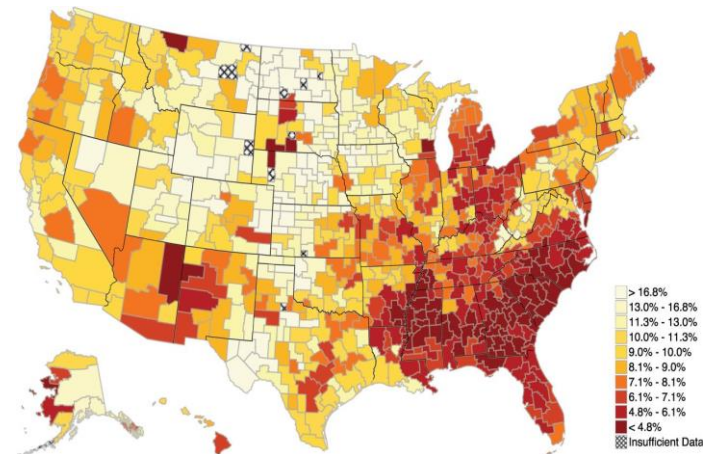 > 16.8%
13.0% - 16.8%
11.3% - 13.0%
10.0% - 11.3%
9.0% - 10.0%
8.1% - 9.0%
7.1% - 8.1%
6.1% - 7.1%
4.8% - 6.1%
< 4.8%
Insufficient Data